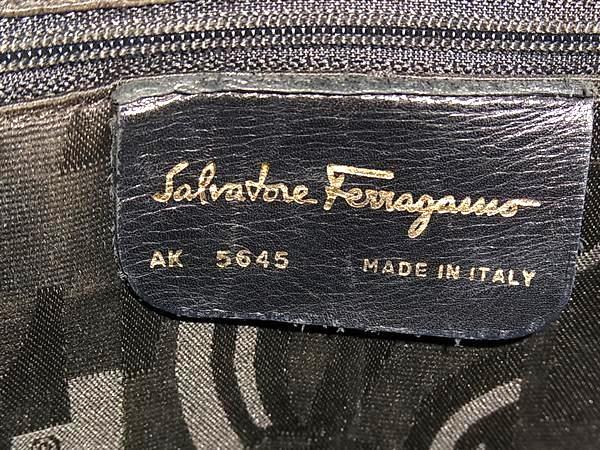 Salvatore Ferragamo
AK 5645 MADE IN ITALY
®